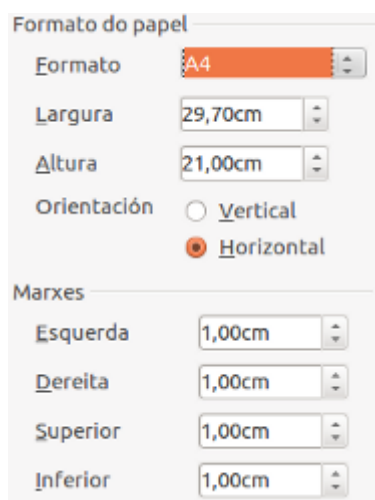 Formato do papel
Formato A4
Largura 29,70cm
Altura 21,00cm
Orientación Vertical
Horizontal
Marxes
Esquerda 1,00cm
Dereita 1,00cm
Superior 1,00cm
Inferior 1,00cm